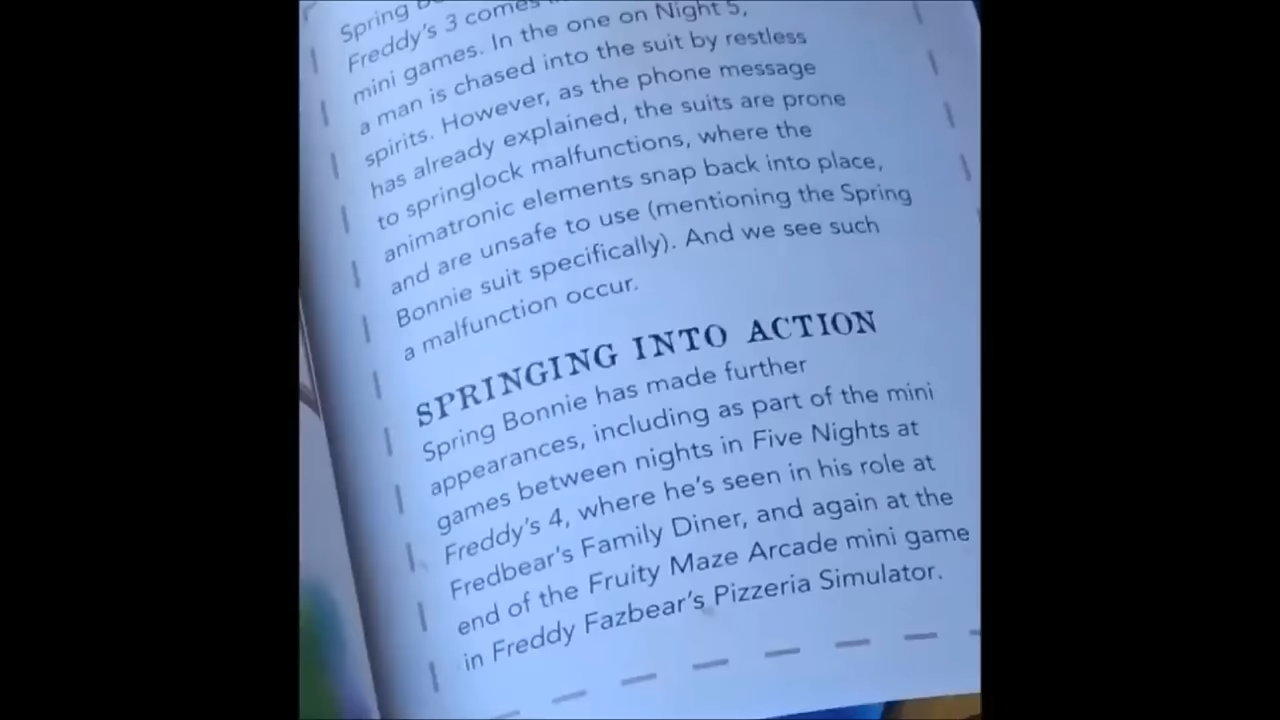 Spring
Freddy's 3 comes
mini games. In the one on Night 5,
a man is chased into the suit by restless
spirits. However, as the phone message
has already explained, the suits are prone
to springlock malfunctions, where the
animatronic elements snap back into place,
and are unsafe to use (mentioning the Spring
Bonnie suit specifically). And we see such
a malfunction occur.
SPRINGING INTO ACTION
Spring Bonnie has made further
appearances, including as part of the mini
games between nights in Five Nights at
Freddy's 4, where he's seen in his role at
Fredbear's Family Diner, and again at the
end of the Fruity Maze Arcade mini game
in Freddy Fazbear's Pizzeria Simulator.